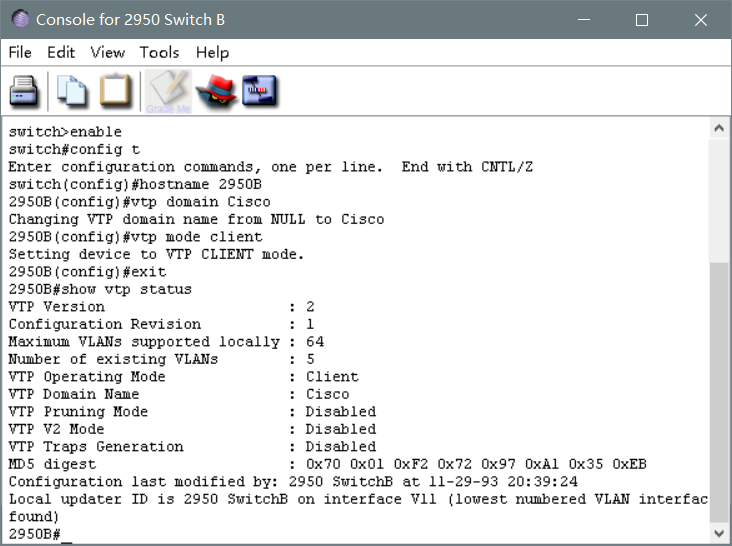 Console for 2950 Switch B
File Edit View Tools Help
Grade Me
switch>enable
switch#config t
Enter configuration commands, one per line.  End with CNTL/Z
switch(config)#hostname 2950B
2950B(config)#vtp domain Cisco
Changing VTP domain name from NULL to Cisco
2950B(config)#vtp mode client
Setting device to VTP CLIENT mode.
2950B(config)#exit
2950B#show vtp status
VTP Version                     : 2
Configuration Revision          : 1
Maximum VLANs supported locally : 64
Number of existing VLANs        : 5
VTP Operating Mode              : Client
VTP Domain Name                 : Cisco
VTP Pruning Mode                : Disabled
VTP V2 Mode                     : Disabled
VTP Traps Generation            : Disabled
MD5 digest                      : 0x70 0x01 0xF2 0x72 0x97 0xA1 0x35 0xEB
Configuration last modified by: 2950 SwitchB at 11-29-93 20:39:24
Local updater ID is 2950 SwitchB on interface Vl1 (lowest numbered VLAN interfac
found)
2950B#_